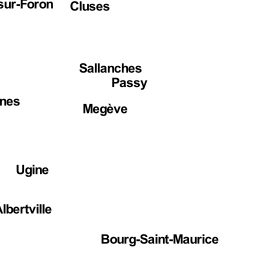 sur-Foron
Cluses
Sallanches
Passy
nes
Megève
Ugine
Albertville
Bourg-Saint-Maurice